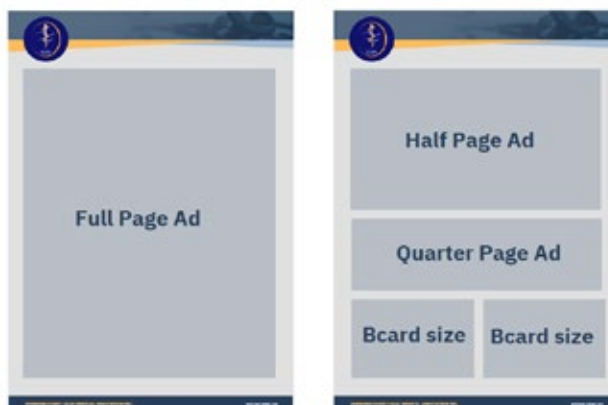 Full Page Ad
Half Page Ad
Quarter Page Ad
Bcard size
Bcard size